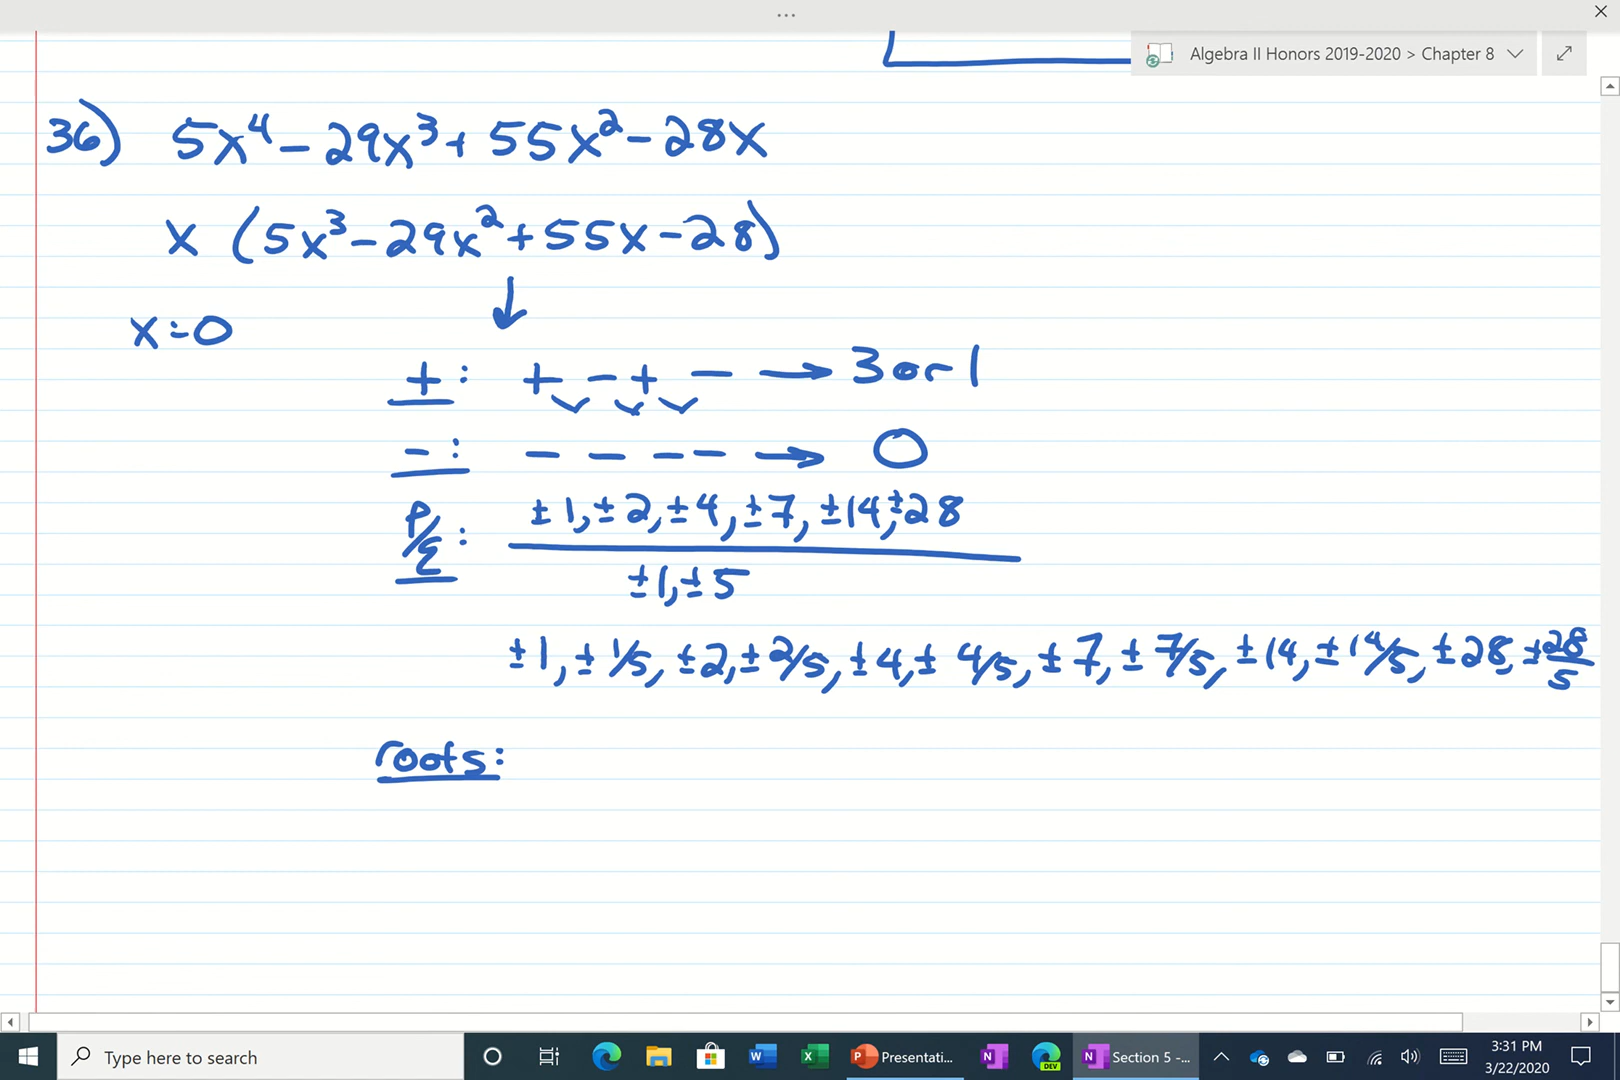 Algebra II Honors 2019-2020 > Chapter 8
36) 5x⁴ - 29x³ + 55x² - 28x
x (5x³ - 29x² + 55x - 28)
x = 0
+: + - + - → 3 or 1
-: - - - - → 0
p/q: ±1, ±2, ±4, ±7, ±14, ±28
±1, ±5
±1, ±1/5, ±2, ±2/5, ±4, ±4/5, ±7, ±7/5, ±14, ±14/5, ±28, ±28/5
roots:
Type here to search
DEV
Presentati...
Section 5 -...
3:31 PM
3/22/2020